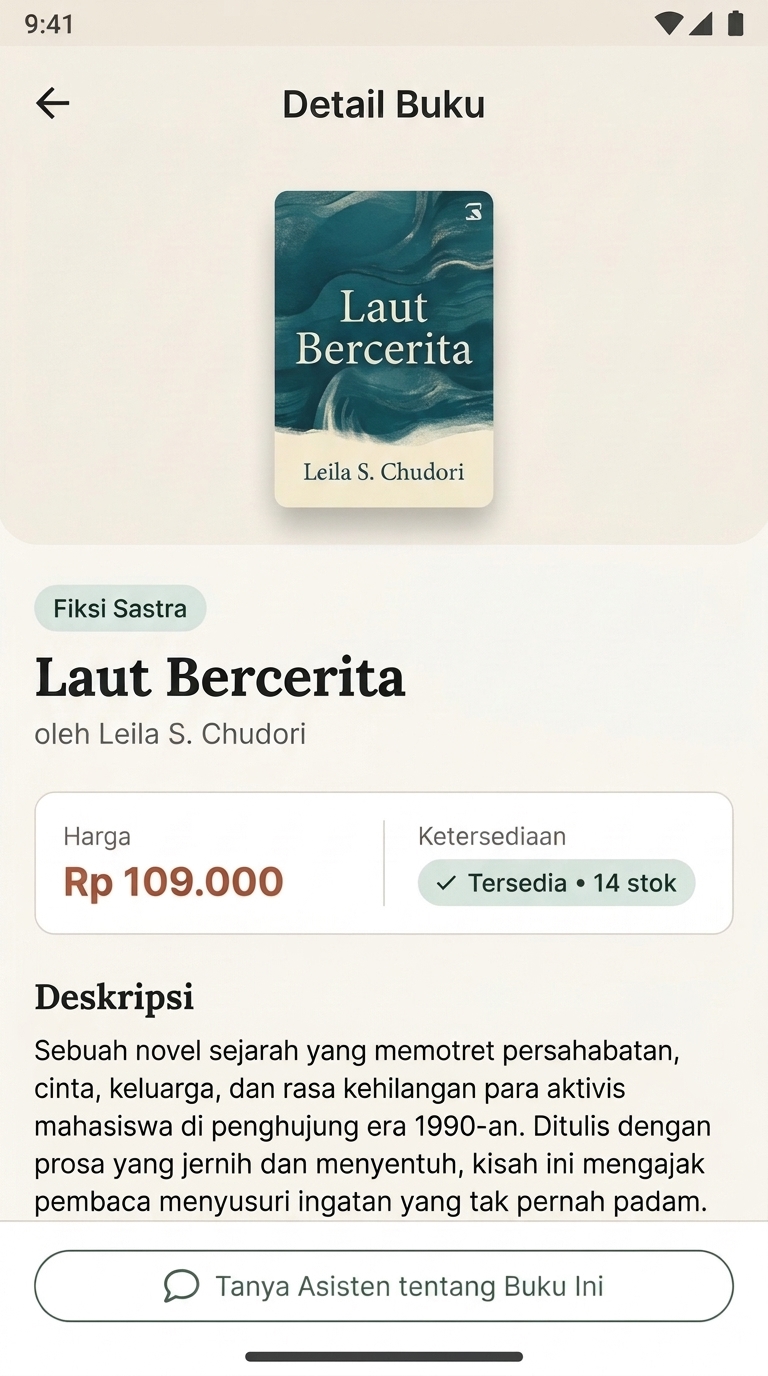 9:41
Detail Buku
Laut
Bercerita
Leila S. Chudori
Fiksi Sastra
Laut Bercerita
oleh Leila S. Chudori
Harga
Rp 109.000
Ketersediaan
Tersedia • 14 stok
Deskripsi
Sebuah novel sejarah yang memotret persahabatan,
cinta, keluarga, dan rasa kehilangan para aktivis
mahasiswa di penghujung era 1990-an. Ditulis dengan
prosa yang jernih dan menyentuh, kisah ini mengajak
pembaca menyusuri ingatan yang tak pernah padam.
Tanya Asisten tentang Buku Ini